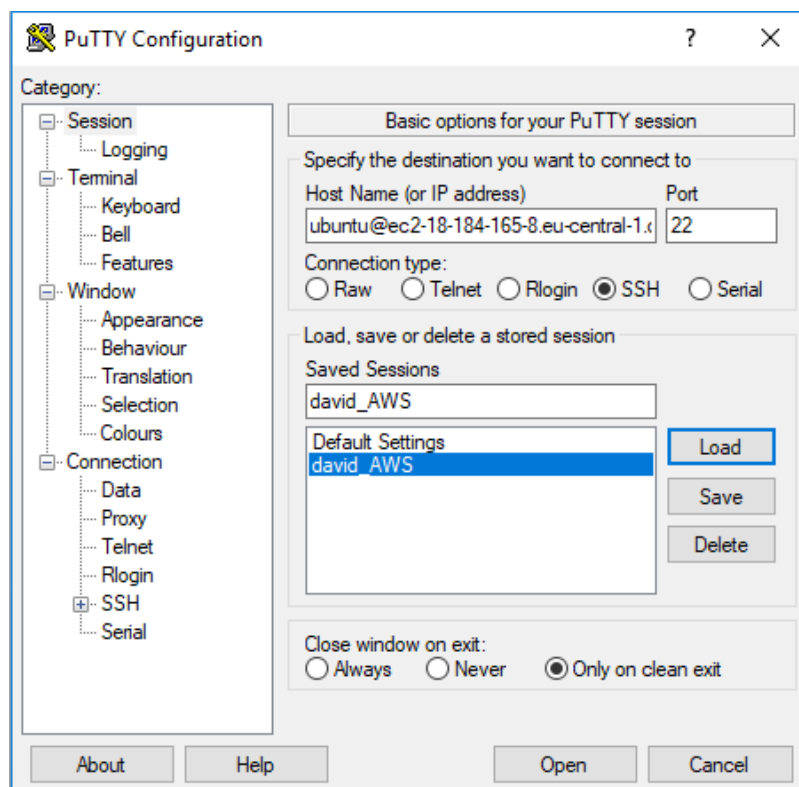 PuTTY Configuration
?
Category:
Session
Logging
Terminal
Keyboard
Bell
Features
Window
Appearance
Behaviour
Translation
Selection
Colours
Connection
Data
Proxy
Telnet
Rlogin
SSH
Serial
Basic options for your PuTTY session
Specify the destination you want to connect to
Host Name (or IP address) Port
ubuntu@ec2-18-184-165-8.eu-central-1. 22
Connection type:
Raw Telnet Rlogin SSH Serial
Load, save or delete a stored session
Saved Sessions
david_AWS
Default Settings
david_AWS
Load
Save
Delete
Close window on exit:
Always Never Only on clean exit
About Help Open Cancel